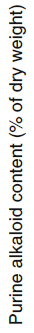 Purine alkaloid content (% of dry weight)